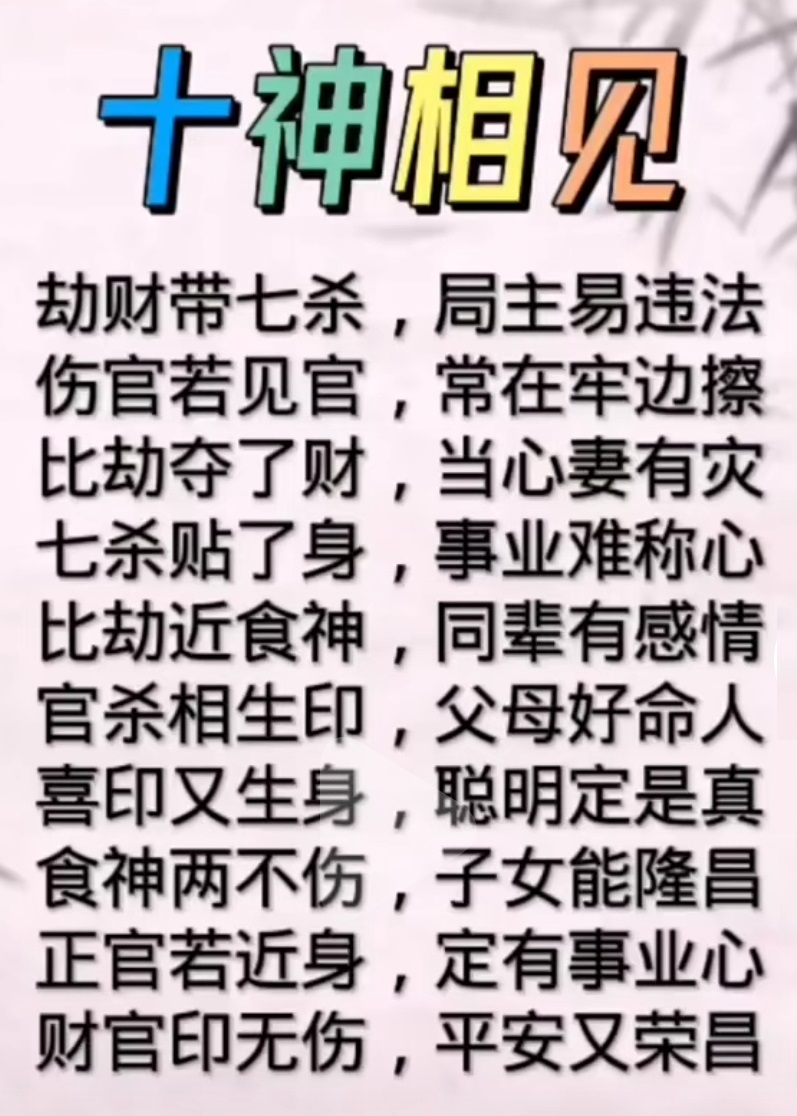 十神相见
劫财带七杀，局主易违法
伤官若见官，常在牢边擦
比劫夺了财，当心妻有灾
七杀贴了身，事业难称心
比劫近食神，同辈有感情
官杀相生印，父母好命人
喜印又生身，聪明定是真
食神两不伤，子女能隆昌
正官若近身，定有事业心
财官印无伤，平安又荣昌